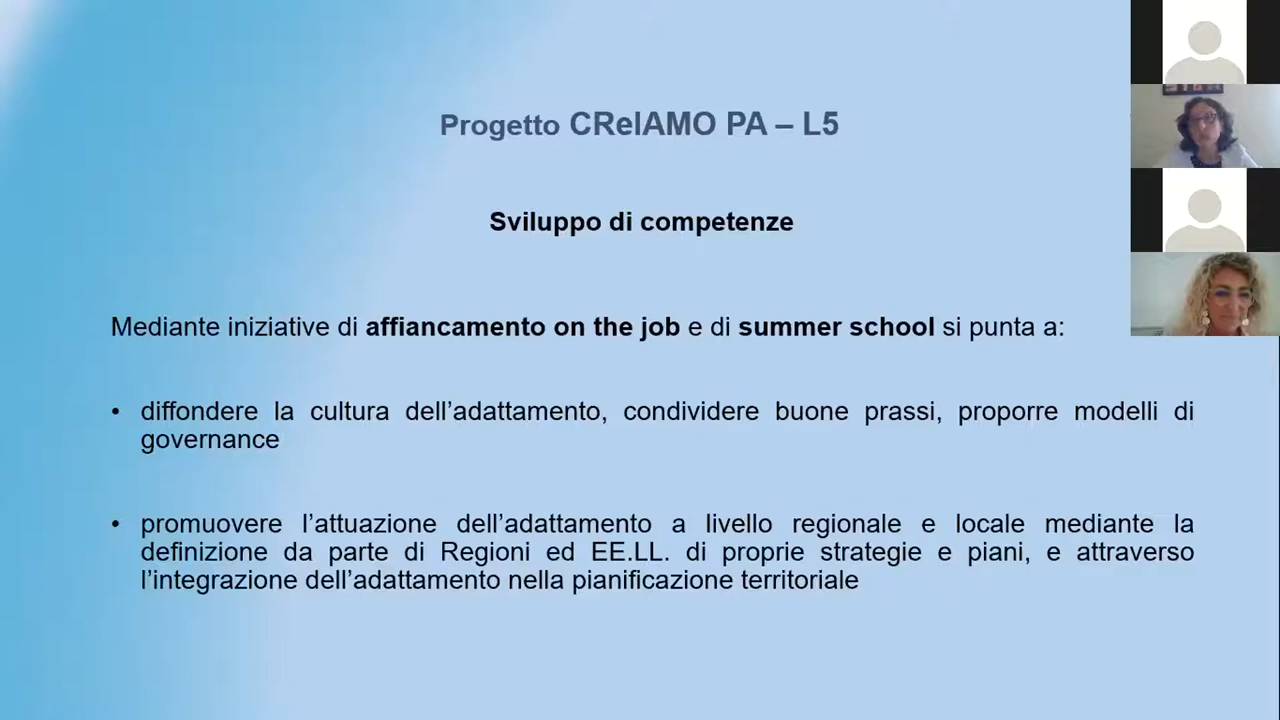 Progetto CReIAMO PA – L5
Sviluppo di competenze
Mediante iniziative di affiancamento on the job e di summer school si punta a:
• diffondere la cultura dell’adattamento, condividere buone prassi, proporre modelli di
governance
• promuovere l’attuazione dell’adattamento a livello regionale e locale mediante la
definizione da parte di Regioni ed EE.LL. di proprie strategie e piani, e attraverso
l’integrazione dell’adattamento nella pianificazione territoriale